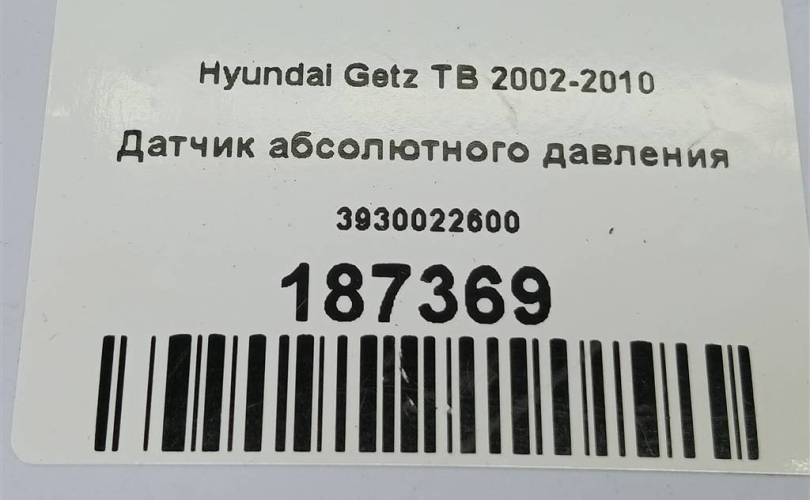 Hyundai Getz TB 2002-2010
Датчик абсолютного давления
3930022600
187369